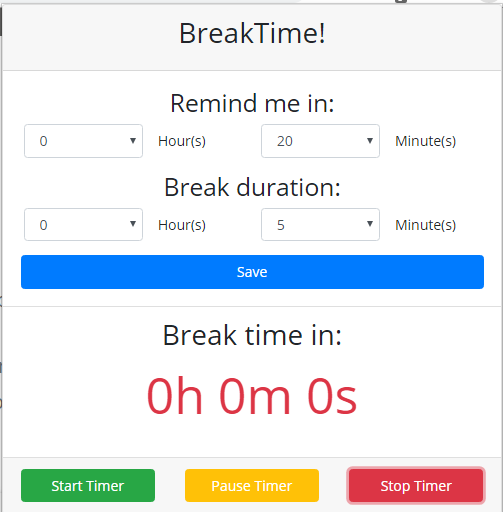 BreakTime!
Remind me in:
0 Hour(s) 20 Minute(s)
Break duration:
0 Hour(s) 5 Minute(s)
Save
Break time in:
0h 0m 0s
Start Timer Pause Timer Stop Timer